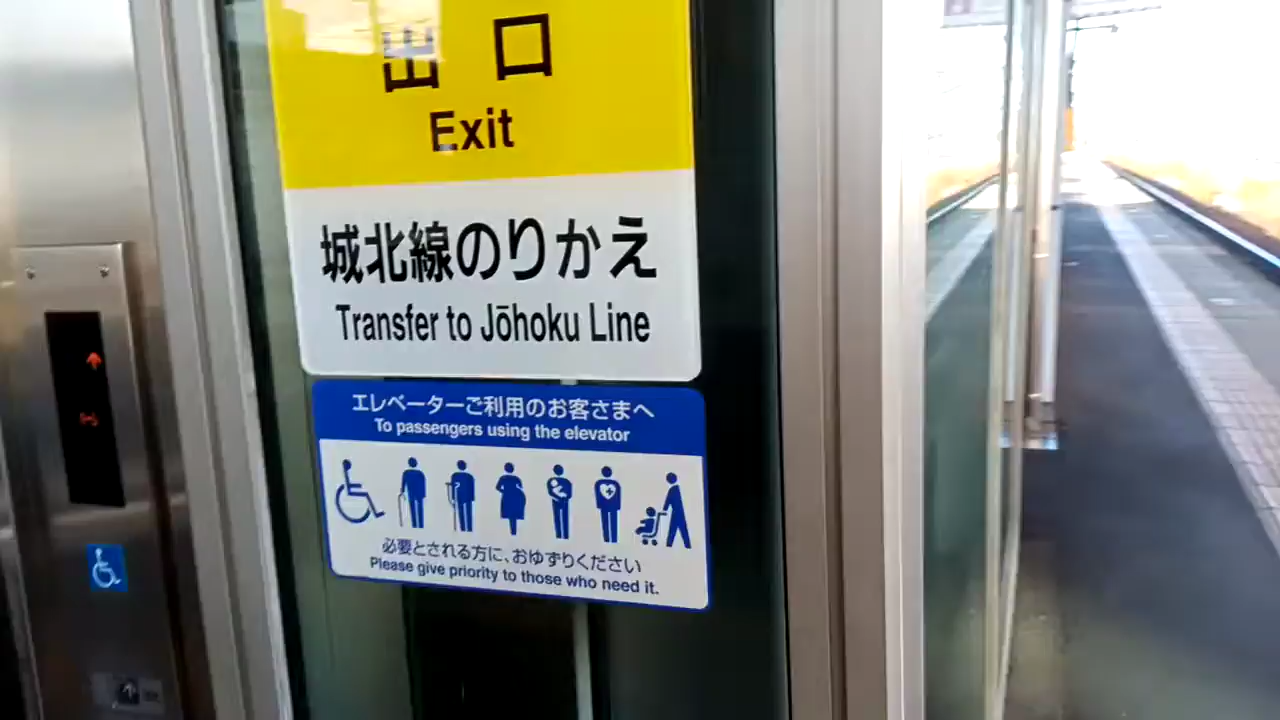 出口
Exit
城北線のりかえ
Transfer to Jōhoku Line
エレベーターご利用のお客さまへ
To passengers using the elevator
必要とされる方に、おゆずりください
Please give priority to those who need it.